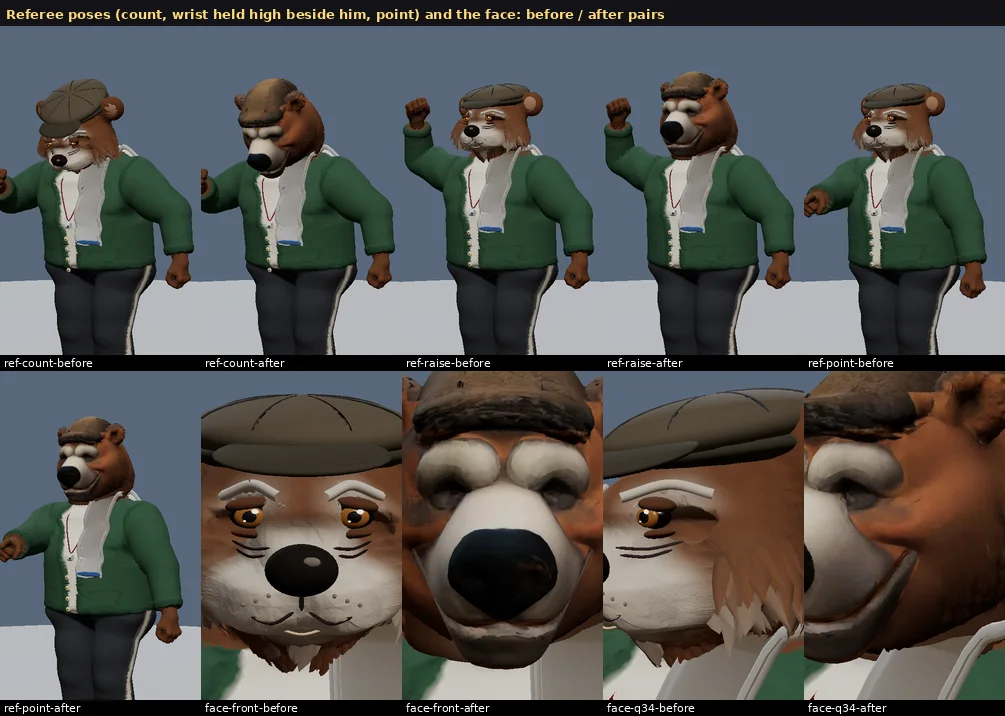 Referee poses (count, wrist held high beside him, point) and the face: before / after pairs
ref-count-before
ref-count-after
ref-raise-before
ref-raise-after
ref-point-before
ref-point-after
face-front-before
face-front-after
face-q34-before
face-q34-after